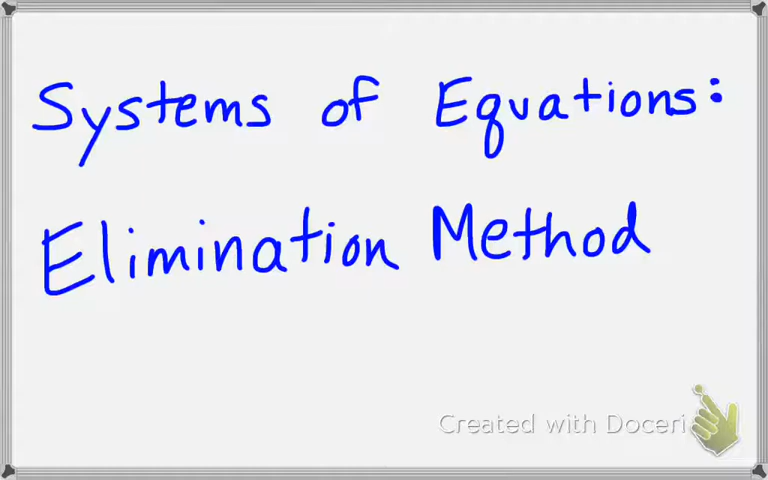 Systems of Equations:
Elimination Method
Created with Doceri